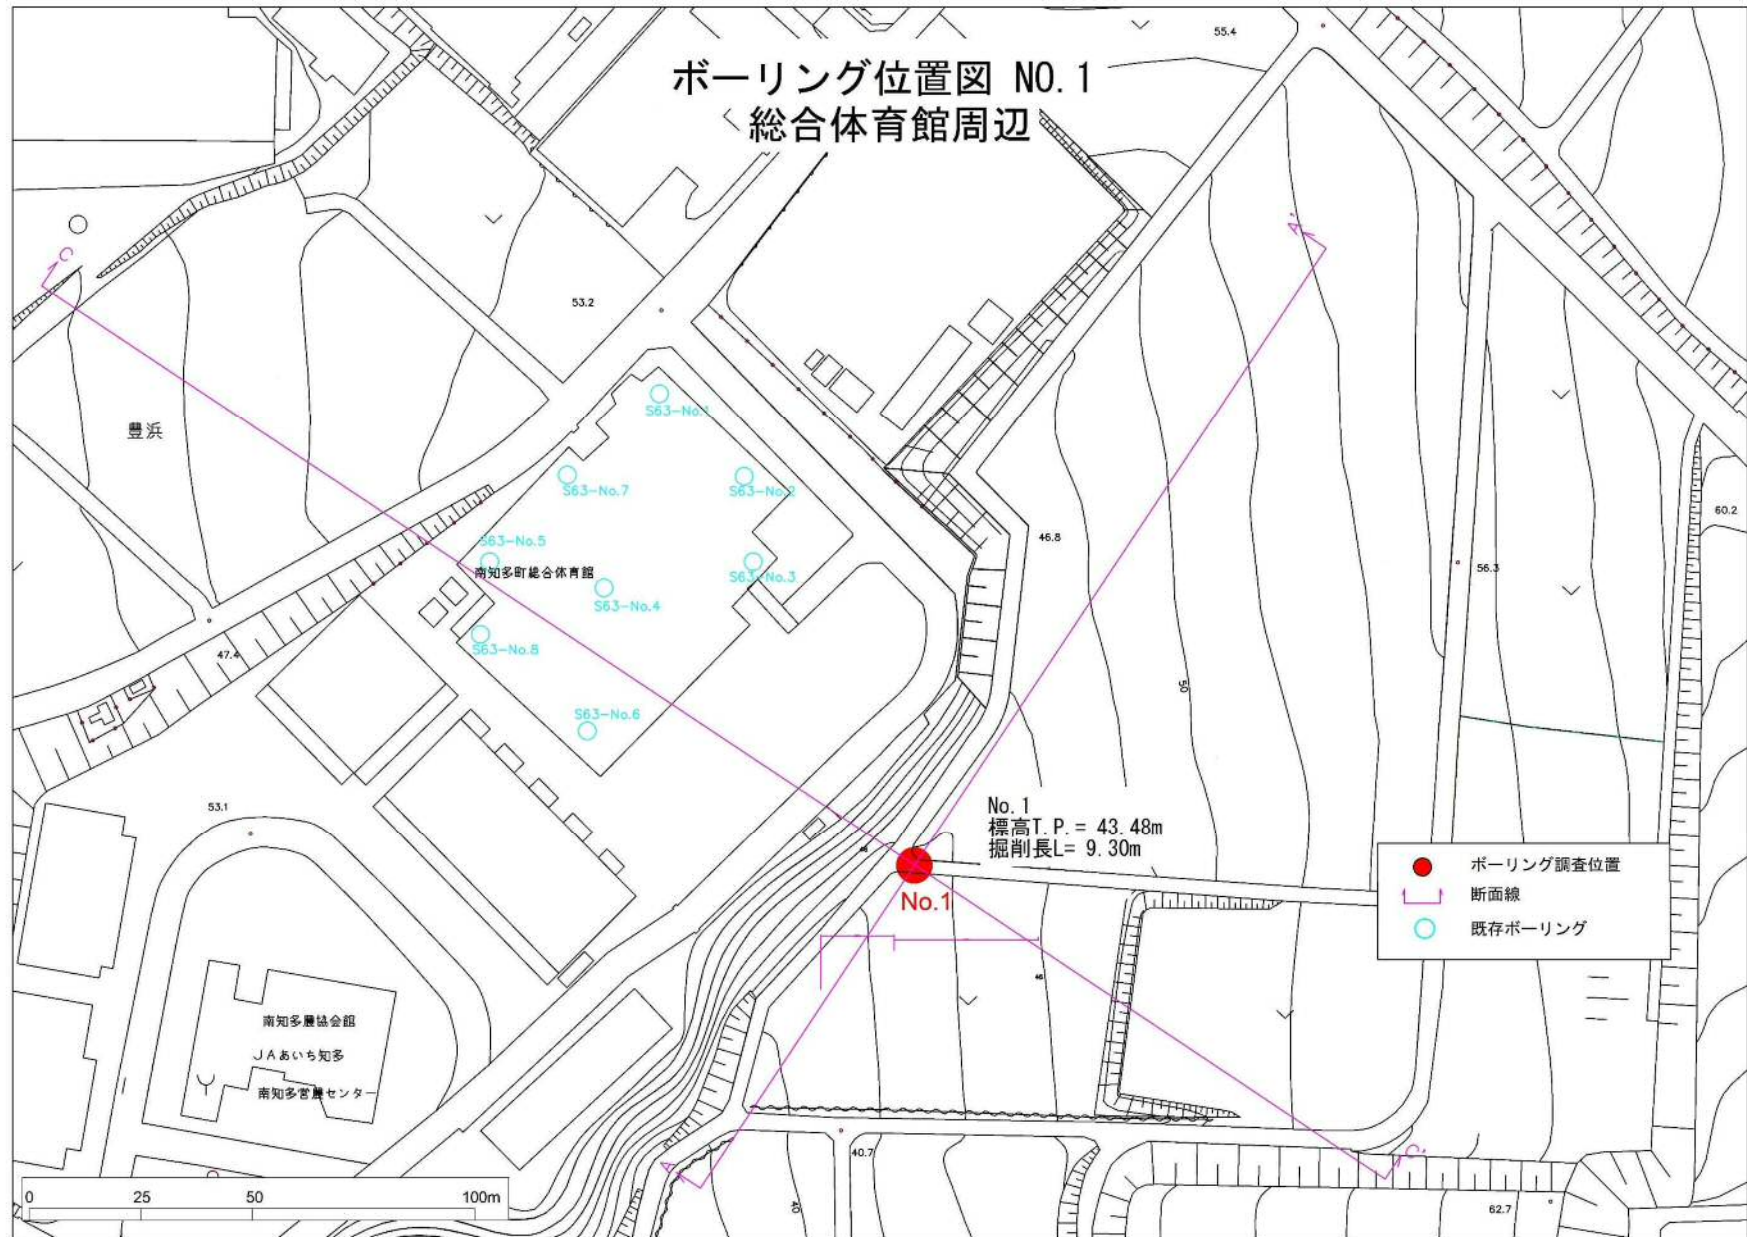 ボーリング位置図 NO.1
総合体育館周辺
55.4
A'
C
53.2
豊浜
S63-No.1
S63-No.7
S63-No.2
60.2
46.8
S63-No.5
南知多町総合体育館
S63-No.3
56.3
S63-No.4
S63-No.8
47.4
50
S63-No.6
No.1
標高T.P.= 43.48m
掘削長L= 9.30m
53.1
No.1
ボーリング調査位置
断面線
既存ボーリング
46
南知多農協会館
JAあいち知多
南知多営農センター
40.7
A
C'
0 25 50 100m
40
62.7